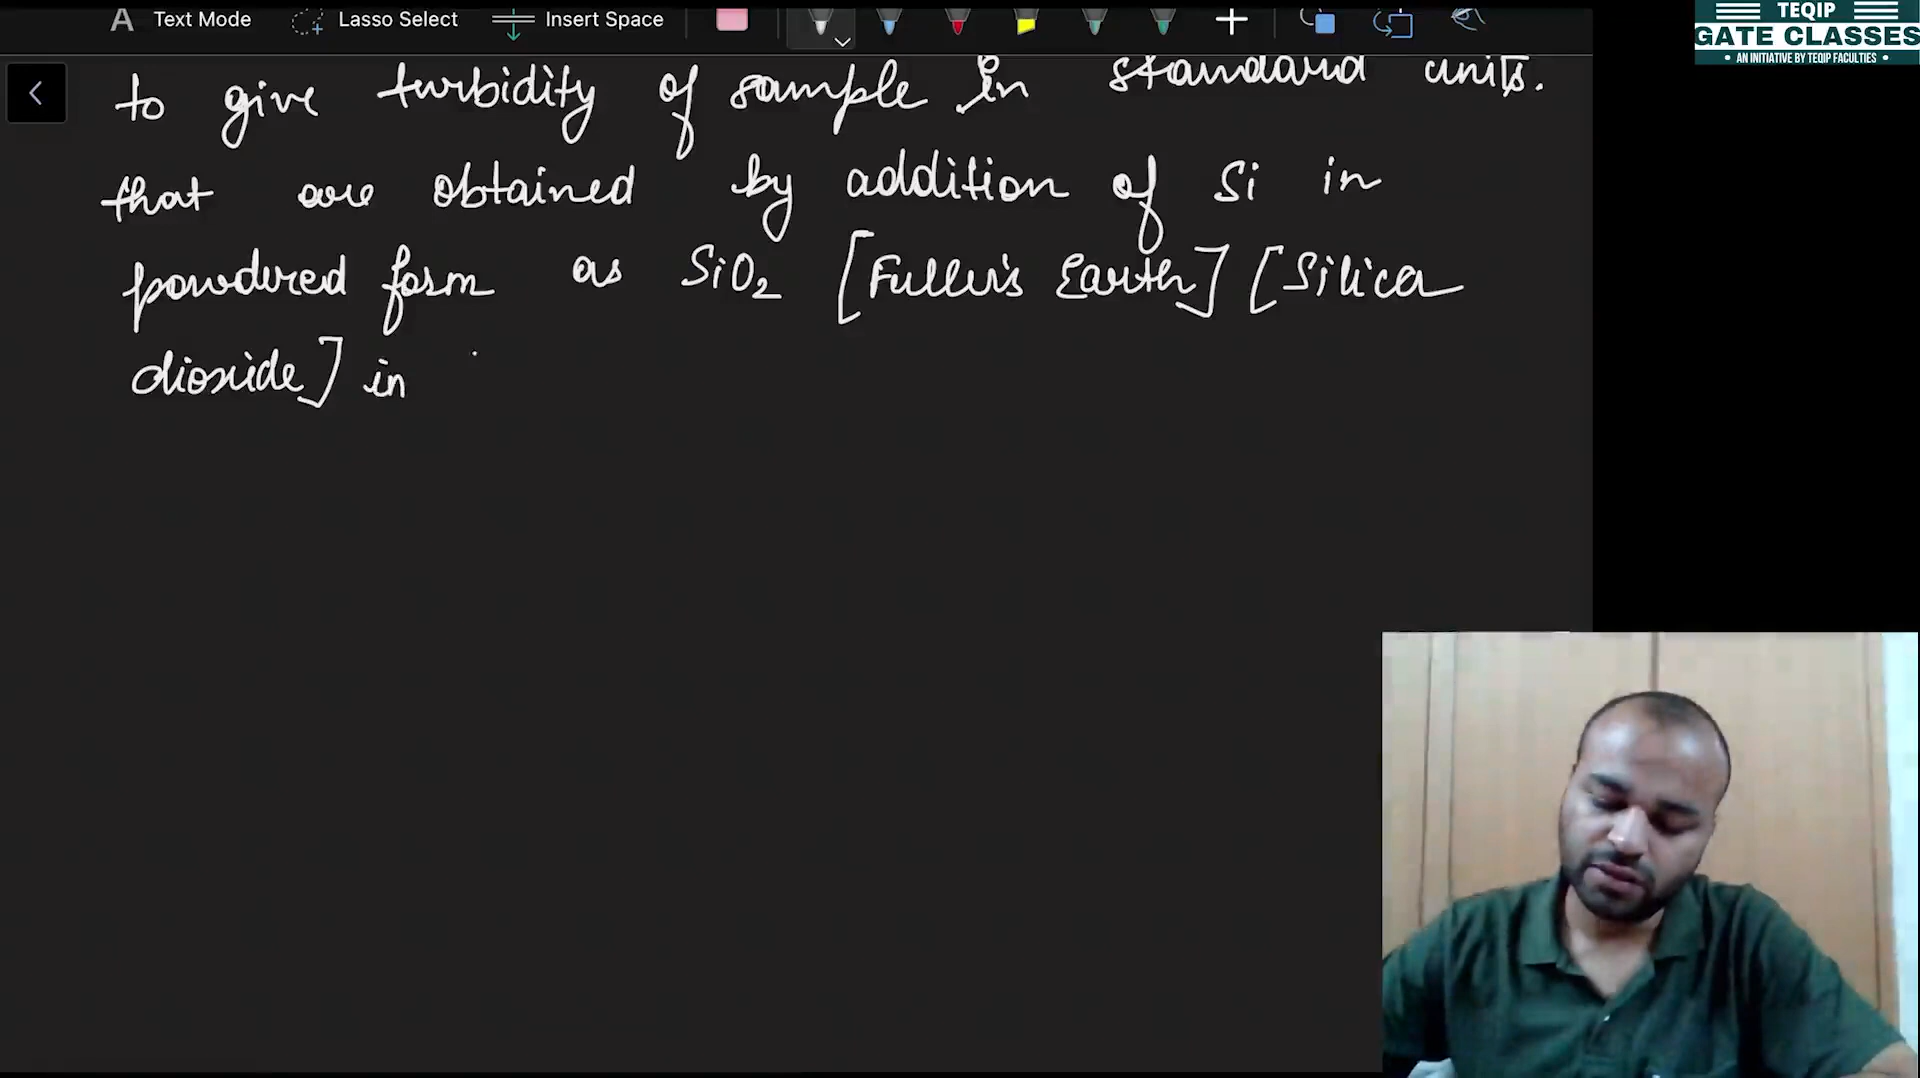 Text Mode Lasso Select Insert Space
TEQIP
GATE CLASSES
• AN INITIATIVE BY TEQIP FACULTIES •
to give turbidity of sample in standard units.
that are obtained by addition of Si in
powdered form as SiO₂ [Fuller's Earth] [Silica
dioxide] in